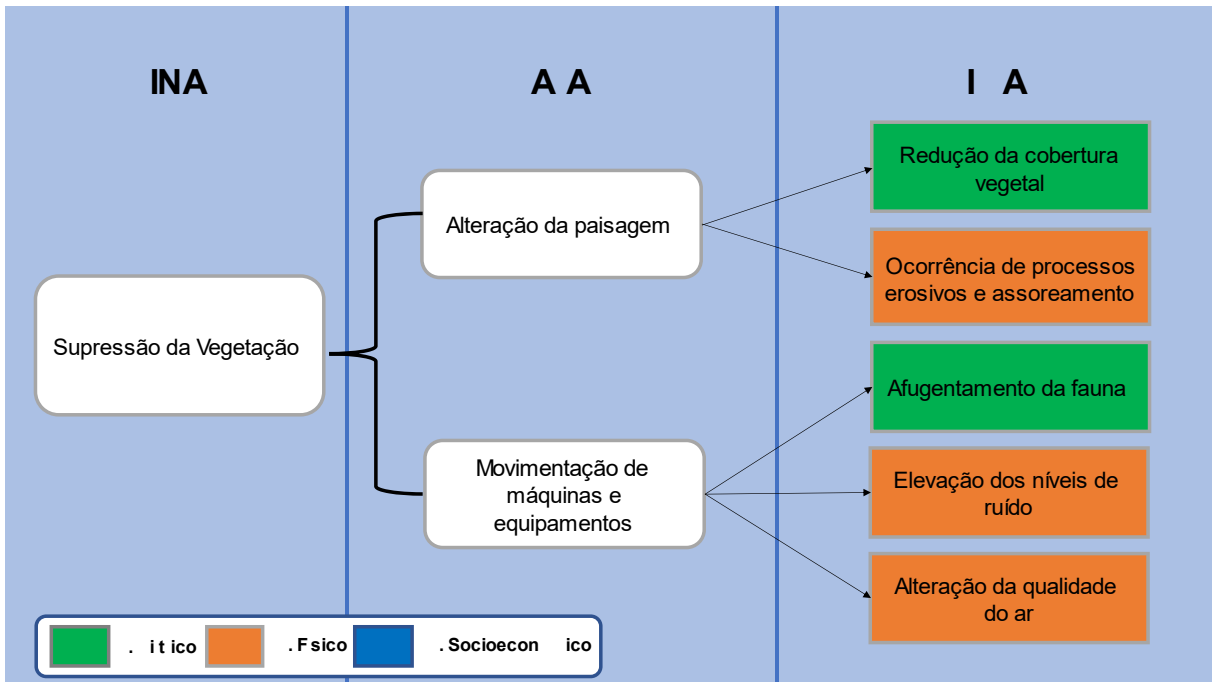 INA
A A
I A
Redução da cobertura
vegetal
Alteração da paisagem
Ocorrência de processos
erosivos e assoreamento
Supressão da Vegetação
Afugentamento da fauna
Movimentação de
máquinas e
equipamentos
Elevação dos níveis de
ruído
Alteração da qualidade
do ar
. i t ico
. F sico
. Socioecon ico